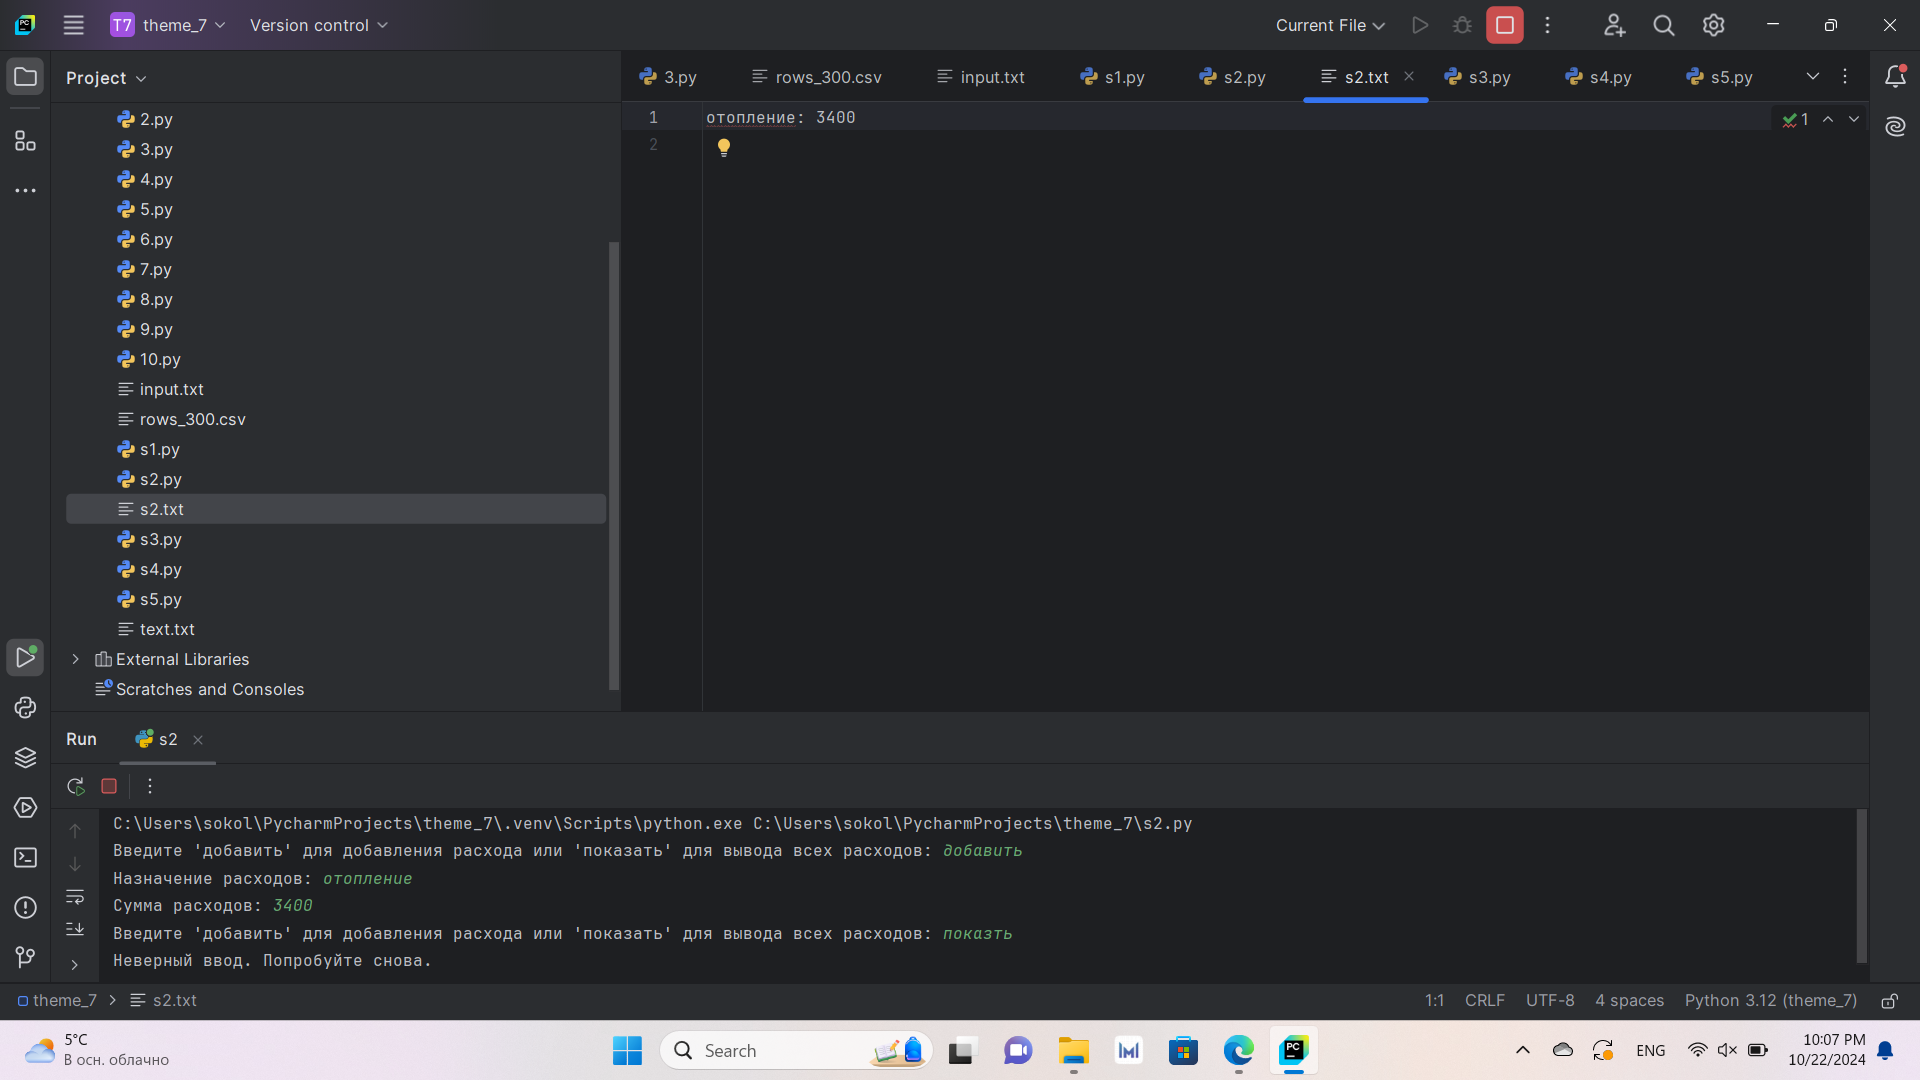 T7 theme_7 Version control Current File
Project
3.py rows_300.csv input.txt s1.py s2.py s2.txt s3.py s4.py s5.py
2.py
3.py
4.py
5.py
6.py
7.py
8.py
9.py
10.py
input.txt
rows_300.csv
s1.py
s2.py
s2.txt
s3.py
s4.py
s5.py
text.txt
External Libraries
Scratches and Consoles
1 отопление: 3400 1
2
Run s2
C:\Users\sokol\PycharmProjects\theme_7\.venv\Scripts\python.exe C:\Users\sokol\PycharmProjects\theme_7\s2.py
Введите 'добавить' для добавления расхода или 'показать' для вывода всех расходов: добавить
Назначение расходов: отопление
Сумма расходов: 3400
Введите 'добавить' для добавления расхода или 'показать' для вывода всех расходов: показть
Неверный ввод. Попробуйте снова.
theme_7 s2.txt 1:1 CRLF UTF-8 4 spaces Python 3.12 (theme_7)
5°C
В осн. облачно
Search
PC
ENG
10:07 PM
10/22/2024